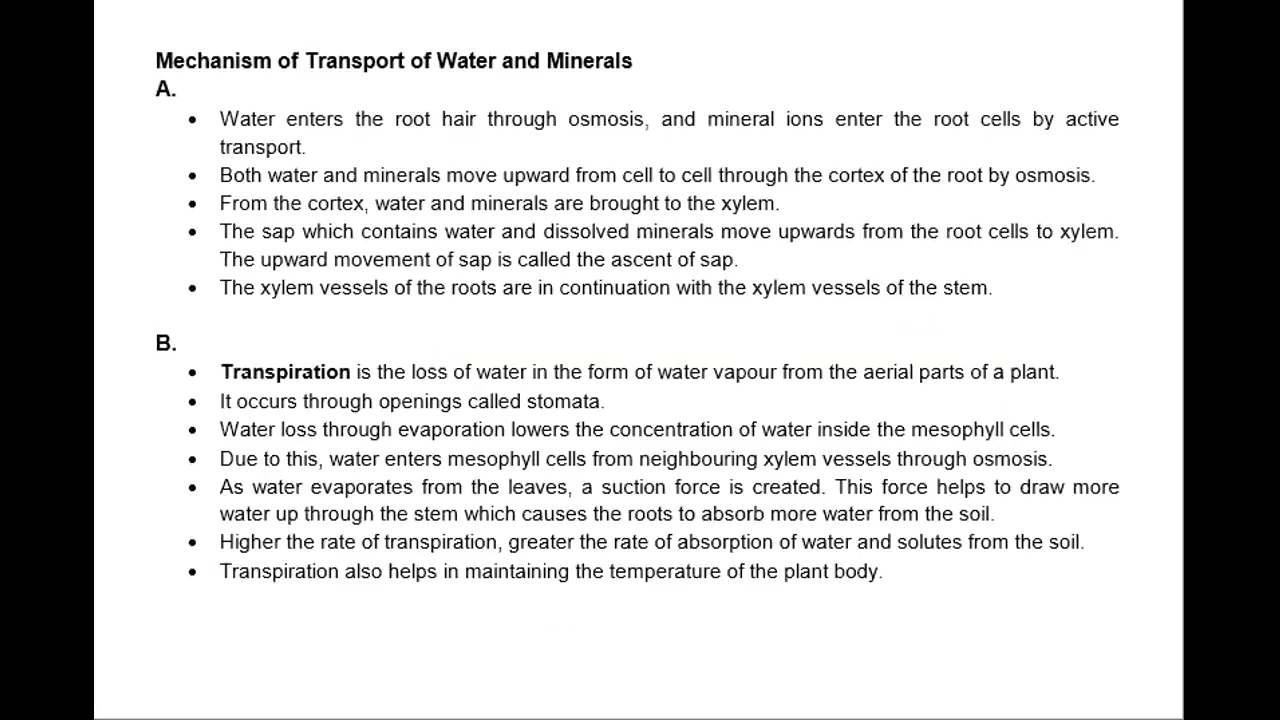 Mechanism of Transport of Water and Minerals
A.
• Water enters the root hair through osmosis, and mineral ions enter the root cells by active
transport.
• Both water and minerals move upward from cell to cell through the cortex of the root by osmosis.
• From the cortex, water and minerals are brought to the xylem.
• The sap which contains water and dissolved minerals move upwards from the root cells to xylem.
The upward movement of sap is called the ascent of sap.
• The xylem vessels of the roots are in continuation with the xylem vessels of the stem.
B.
• Transpiration is the loss of water in the form of water vapour from the aerial parts of a plant.
• It occurs through openings called stomata.
• Water loss through evaporation lowers the concentration of water inside the mesophyll cells.
• Due to this, water enters mesophyll cells from neighbouring xylem vessels through osmosis.
• As water evaporates from the leaves, a suction force is created. This force helps to draw more
water up through the stem which causes the roots to absorb more water from the soil.
• Higher the rate of transpiration, greater the rate of absorption of water and solutes from the soil.
• Transpiration also helps in maintaining the temperature of the plant body.